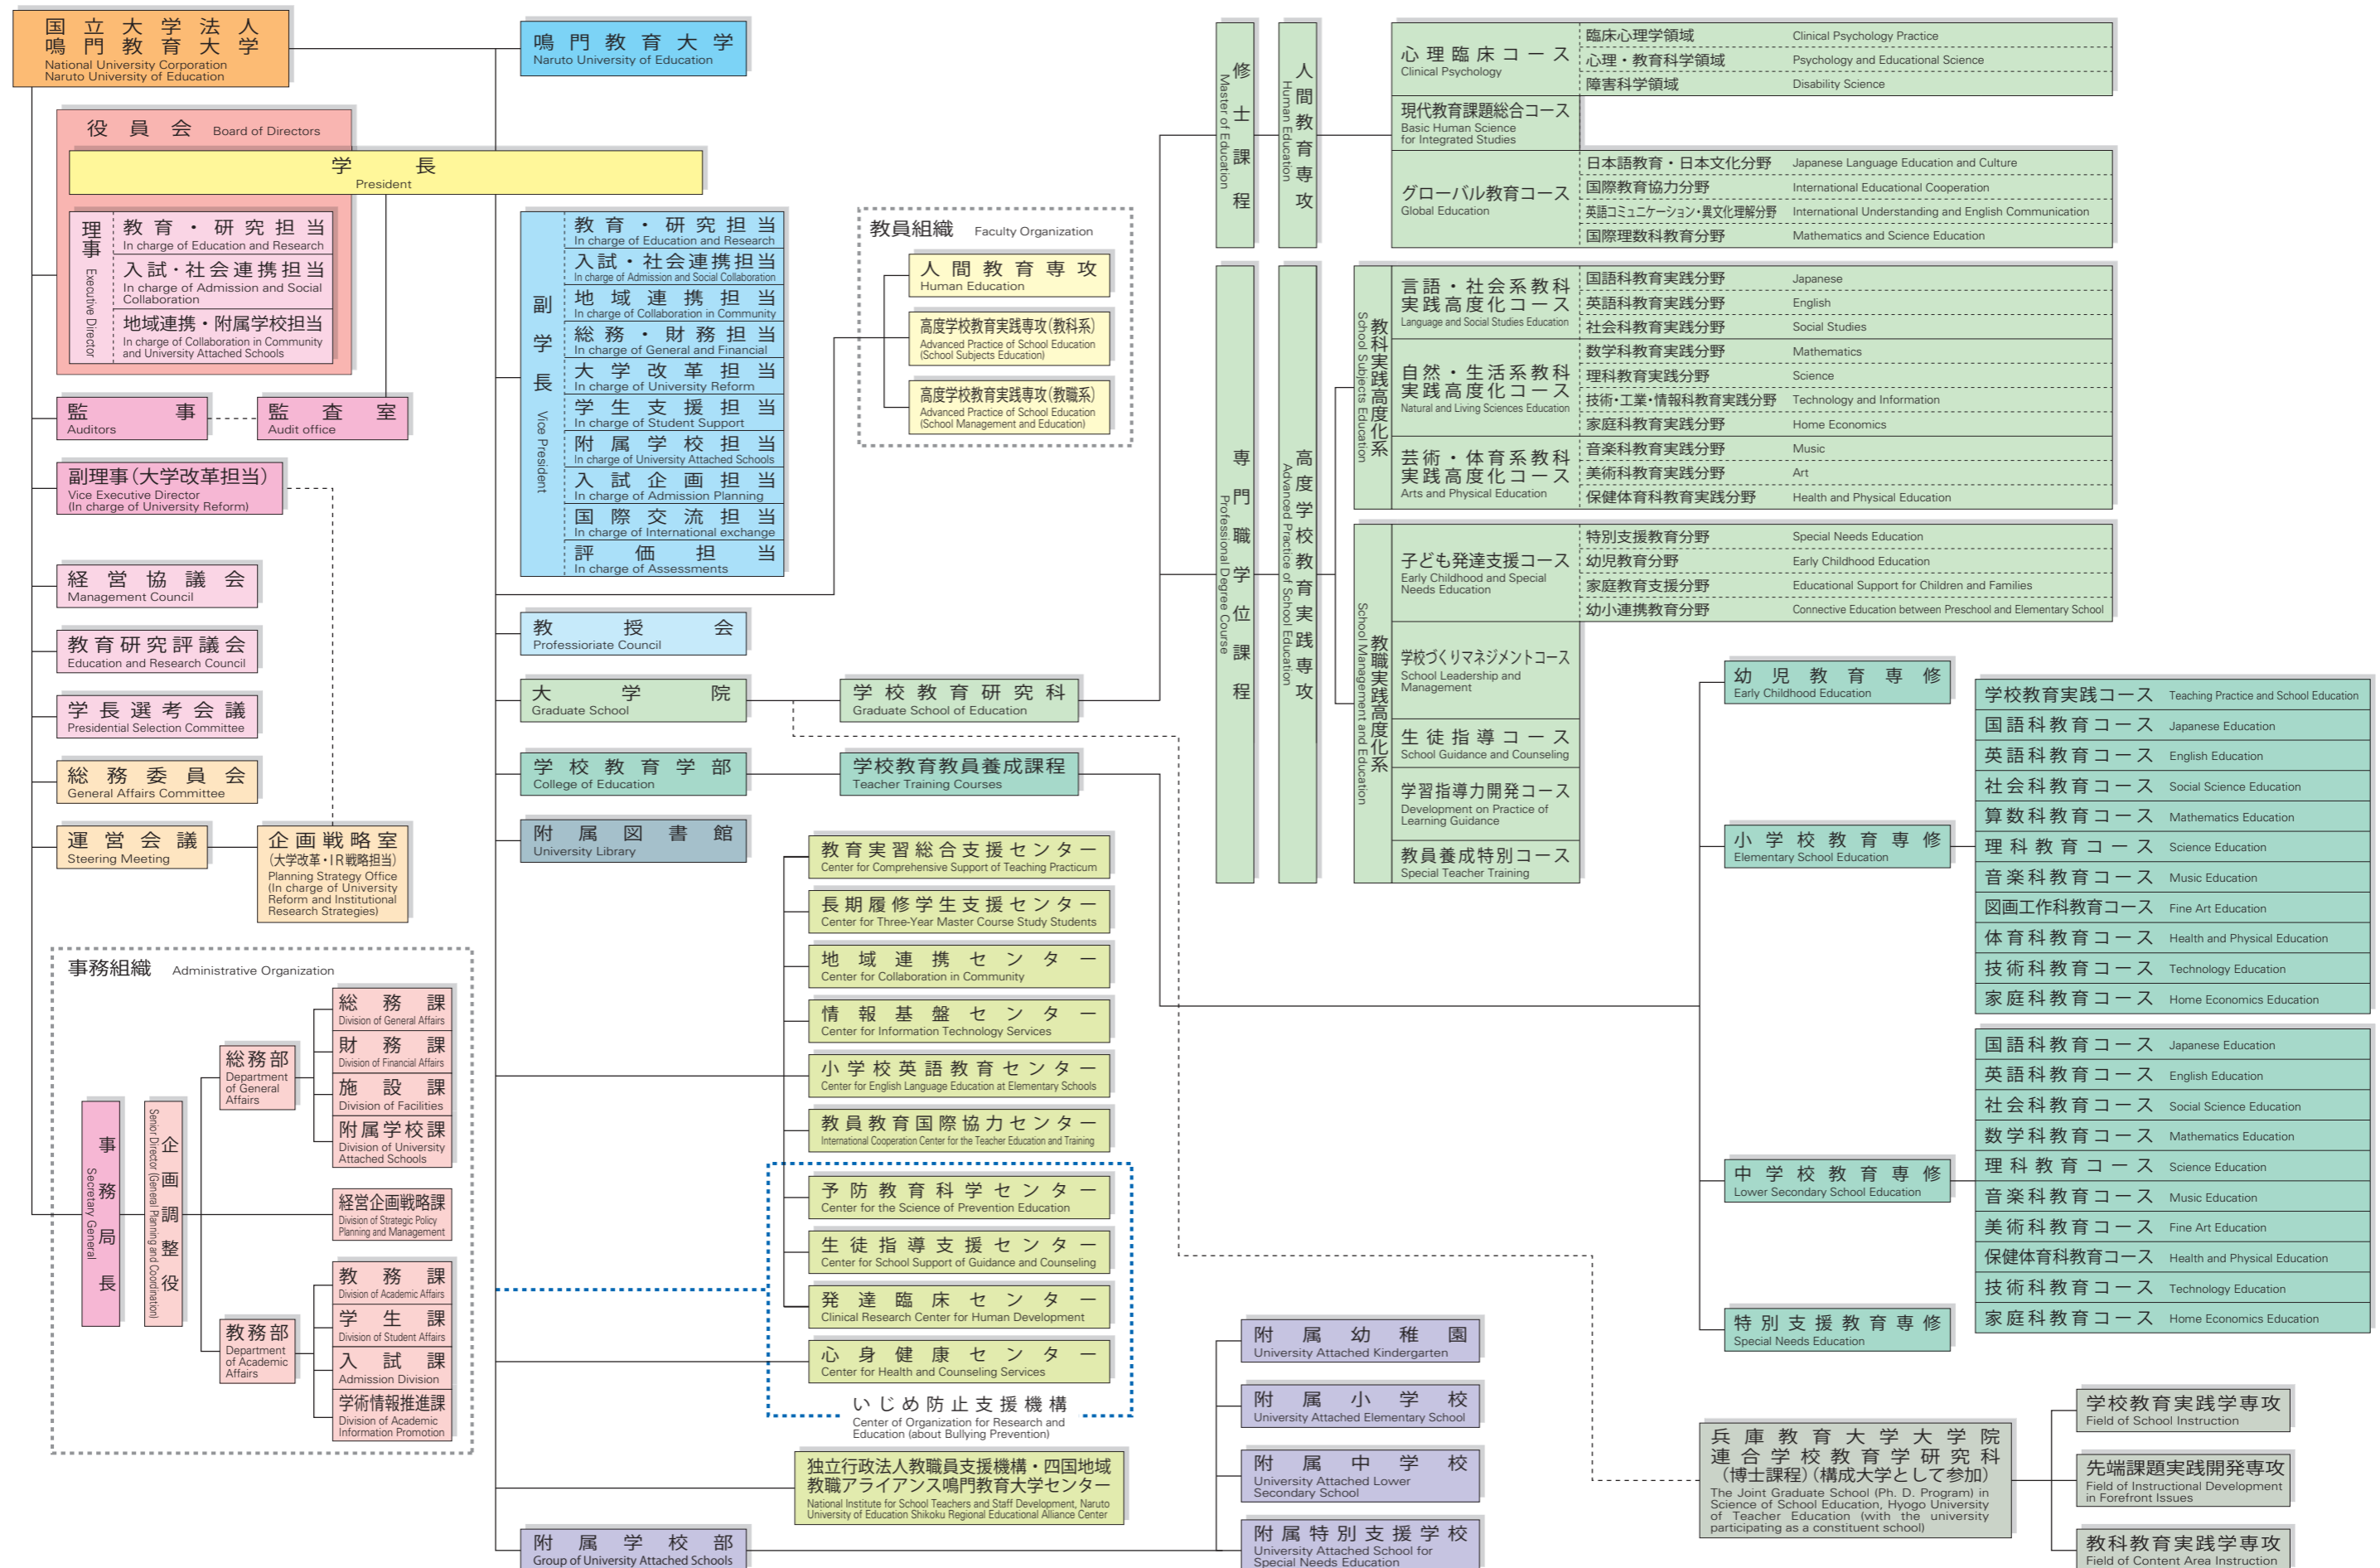 国立大学法人
鳴門教育大学
National University Corporation
Naruto University of Education
鳴門教育大学
Naruto University of Education
役員会 Board of Directors
学長
President
理事
Executive Director
教育・研究担当
In charge of Education and Research
入試・社会連携担当
In charge of Admission and Social
Collaboration
地域連携・附属学校担当
In charge of Collaboration in Community
and University Attached Schools
監事
Auditors
監査室
Audit office
副理事(大学改革担当)
Vice Executive Director
(In charge of University Reform)
経営協議会
Management Council
教育研究評議会
Education and Research Council
学長選考会議
Presidential Selection Committee
総務委員会
General Affairs Committee
運営会議
Steering Meeting
企画戦略室
(大学改革・IR戦略担当)
Planning Strategy Office
(In charge of University
Reform and Institutional
Research Strategies)
事務組織 Administrative Organization
事務局長
Secretary General
企画調整役
Senior Director (General Planning and Coordination)
総務部
Department
of General
Affairs
総務課
Division of General Affairs
財務課
Division of Financial Affairs
施設課
Division of Facilities
附属学校課
Division of University
Attached Schools
経営企画戦略課
Division of Strategic Policy
Planning and Management
教務部
Department
of Academic
Affairs
教務課
Division of Academic Affairs
学生課
Division of Student Affairs
入試課
Admission Division
学術情報推進課
Division of Academic
Information Promotion
副学長
Vice President
教育・研究担当
In charge of Education and Research
入試・社会連携担当
In charge of Admission and Social Collaboration
地域連携担当
In charge of Collaboration in Community
総務・財務担当
In charge of General and Financial
大学改革担当
In charge of University Reform
学生支援担当
In charge of Student Support
附属学校担当
In charge of University Attached Schools
入試企画担当
In charge of Admission Planning
国際交流担当
In charge of International exchange
評価担当
In charge of Assessments
教員組織 Faculty Organization
人間教育専攻
Human Education
高度学校教育実践専攻(教科系)
Advanced Practice of School Education
(School Subjects Education)
高度学校教育実践専攻(教職系)
Advanced Practice of School Education
(School Management and Education)
教授会
Professioriate Council
大学院
Graduate School
学校教育研究科
Graduate School of Education
学校教育学部
College of Education
学校教育教員養成課程
Teacher Training Courses
附属図書館
University Library
教育実習総合支援センター
Center for Comprehensive Support of Teaching Practicum
長期履修学生支援センター
Center for Three-Year Master Course Study Students
地域連携センター
Center for Collaboration in Community
情報基盤センター
Center for Information Technology Services
小学校英語教育センター
Center for English Language Education at Elementary Schools
教員教育国際協力センター
International Cooperation Center for the Teacher Education and Training
予防教育科学センター
Center for the Science of Prevention Education
生徒指導支援センター
Center for School Support of Guidance and Counseling
発達臨床センター
Clinical Research Center for Human Development
心身健康センター
Center for Health and Counseling Services
いじめ防止支援機構
Center of Organization for Research and
Education (about Bullying Prevention)
独立行政法人教職員支援機構・四国地域
教職アライアンス鳴門教育大学センター
National Institute for School Teachers and Staff Development, Naruto
University of Education Shikoku Regional Educational Alliance Center
附属学校部
Group of University Attached Schools
附属幼稚園
University Attached Kindergarten
附属小学校
University Attached Elementary School
附属中学校
University Attached Lower
Secondary School
附属特別支援学校
University Attached School for
Special Needs Education
修士課程
Master of Education
人間教育専攻
Human Education
心理臨床コース
Clinical Psychology
臨床心理学領域 Clinical Psychology Practice
心理・教育科学領域 Psychology and Educational Science
障害科学領域 Disability Science
現代教育課題総合コース
Basic Human Science
for Integrated Studies
グローバル教育コース
Global Education
日本語教育・日本文化分野 Japanese Language Education and Culture
国際教育協力分野 International Educational Cooperation
英語コミュニケーション・異文化理解分野 International Understanding and English Communication
国際理数科教育分野 Mathematics and Science Education
専門職学位課程
Professional Degree Course
高度学校教育実践専攻
Advanced Practice of School Education
教科実践高度化系
School Subjects Education
言語・社会系教科
実践高度化コース
Language and Social Studies Education
国語科教育実践分野 Japanese
英語科教育実践分野 English
社会科教育実践分野 Social Studies
自然・生活系教科
実践高度化コース
Natural and Living Sciences Education
数学科教育実践分野 Mathematics
理科教育実践分野 Science
技術・工業・情報科教育実践分野 Technology and Information
家庭科教育実践分野 Home Economics
芸術・体育系教科
実践高度化コース
Arts and Physical Education
音楽科教育実践分野 Music
美術科教育実践分野 Art
保健体育科教育実践分野 Health and Physical Education
教職実践高度化系
School Management and Education
子ども発達支援コース
Early Childhood and Special
Needs Education
特別支援教育分野 Special Needs Education
幼児教育分野 Early Childhood Education
家庭教育支援分野 Educational Support for Children and Families
幼小連携教育分野 Connective Education between Preschool and Elementary School
学校づくりマネジメントコース
School Leadership and
Management
生徒指導コース
School Guidance and Counseling
学習指導力開発コース
Development on Practice of
Learning Guidance
教員養成特別コース
Special Teacher Training
幼児教育専修
Early Childhood Education
小学校教育専修
Elementary School Education
学校教育実践コース Teaching Practice and School Education
国語科教育コース Japanese Education
英語科教育コース English Education
社会科教育コース Social Science Education
算数科教育コース Mathematics Education
理科教育コース Science Education
音楽科教育コース Music Education
図画工作科教育コース Fine Art Education
体育科教育コース Health and Physical Education
技術科教育コース Technology Education
家庭科教育コース Home Economics Education
中学校教育専修
Lower Secondary School Education
国語科教育コース Japanese Education
英語科教育コース English Education
社会科教育コース Social Science Education
数学科教育コース Mathematics Education
理科教育コース Science Education
音楽科教育コース Music Education
美術科教育コース Fine Art Education
保健体育科教育コース Health and Physical Education
技術科教育コース Technology Education
家庭科教育コース Home Economics Education
特別支援教育専修
Special Needs Education
兵庫教育大学大学院
連合学校教育学研究科
(博士課程)(構成大学として参加)
The Joint Graduate School (Ph. D. Program) in
Science of School Education, Hyogo University
of Teacher Education (with the university
participating as a constituent school)
学校教育実践学専攻
Field of School Instruction
先端課題実践開発専攻
Field of Instructional Development
in Forefront Issues
教科教育実践学専攻
Field of Content Area Instruction